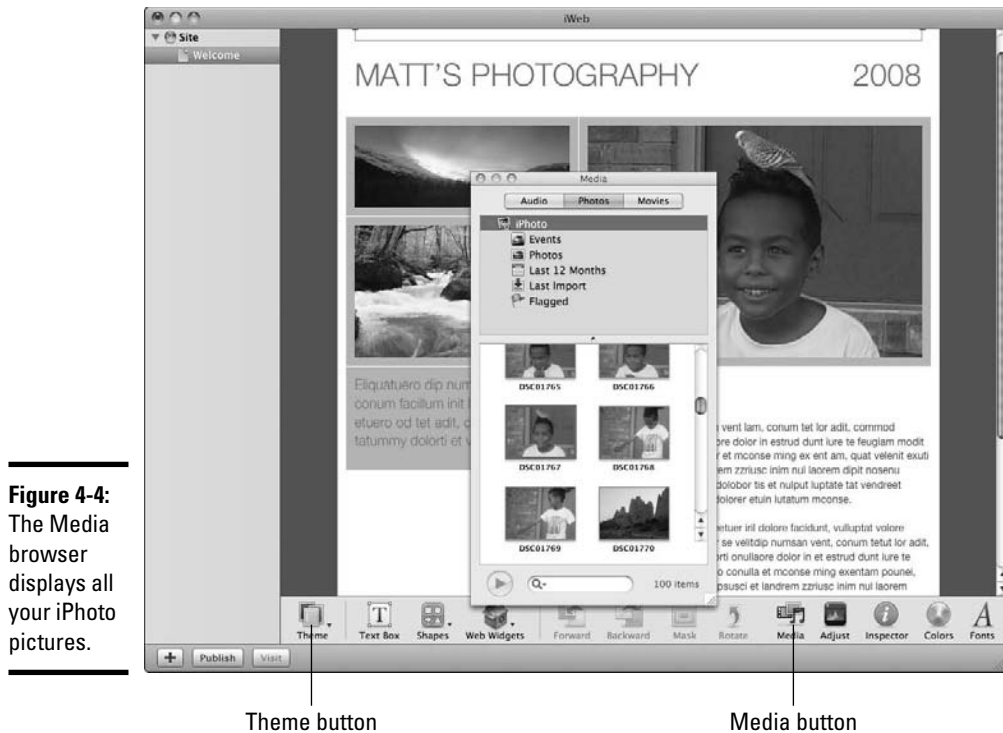 iWeb
Site
Welcome
MATT'S PHOTOGRAPHY 2008
Media
Audio Photos Movies
iPhoto
Events
Photos
Last 12 Months
Last Import
Flagged
DSC01765 DSC01766
DSC01767 DSC01768
DSC01769 DSC01770
100 items
Eliquatuero dip num
conum facillum init l
etuero od tet adit, c
tatummy dolorti et v
vent lam, conum tet lor adit, commod
ore dolor in estrud dunt iure te feugiam modit
r et mconse ming ex ent am, quat velenit exuti
rem zzriusc inim nul laorem dipit nosenu
dolobor tis et nulput luptate tat vendreet
dolorer etuin lutatum mconse.
etuer iril dolore facidunt, vulluptat volore
r se velitdip numsan vent, conum tetut lor adit,
orti onullaore dolor in et estrud dunt iure te
o conulla et mconse ming exentam pounei,
psusci et landrem zzriusc inim nul laorem
Theme Text Box Shapes Web Widgets Forward Backward Mask Rotate Media Adjust Inspector Colors Fonts
Publish Visit
Theme button Media button
Figure 4-4:
The Media
browser
displays all
your iPhoto
pictures.